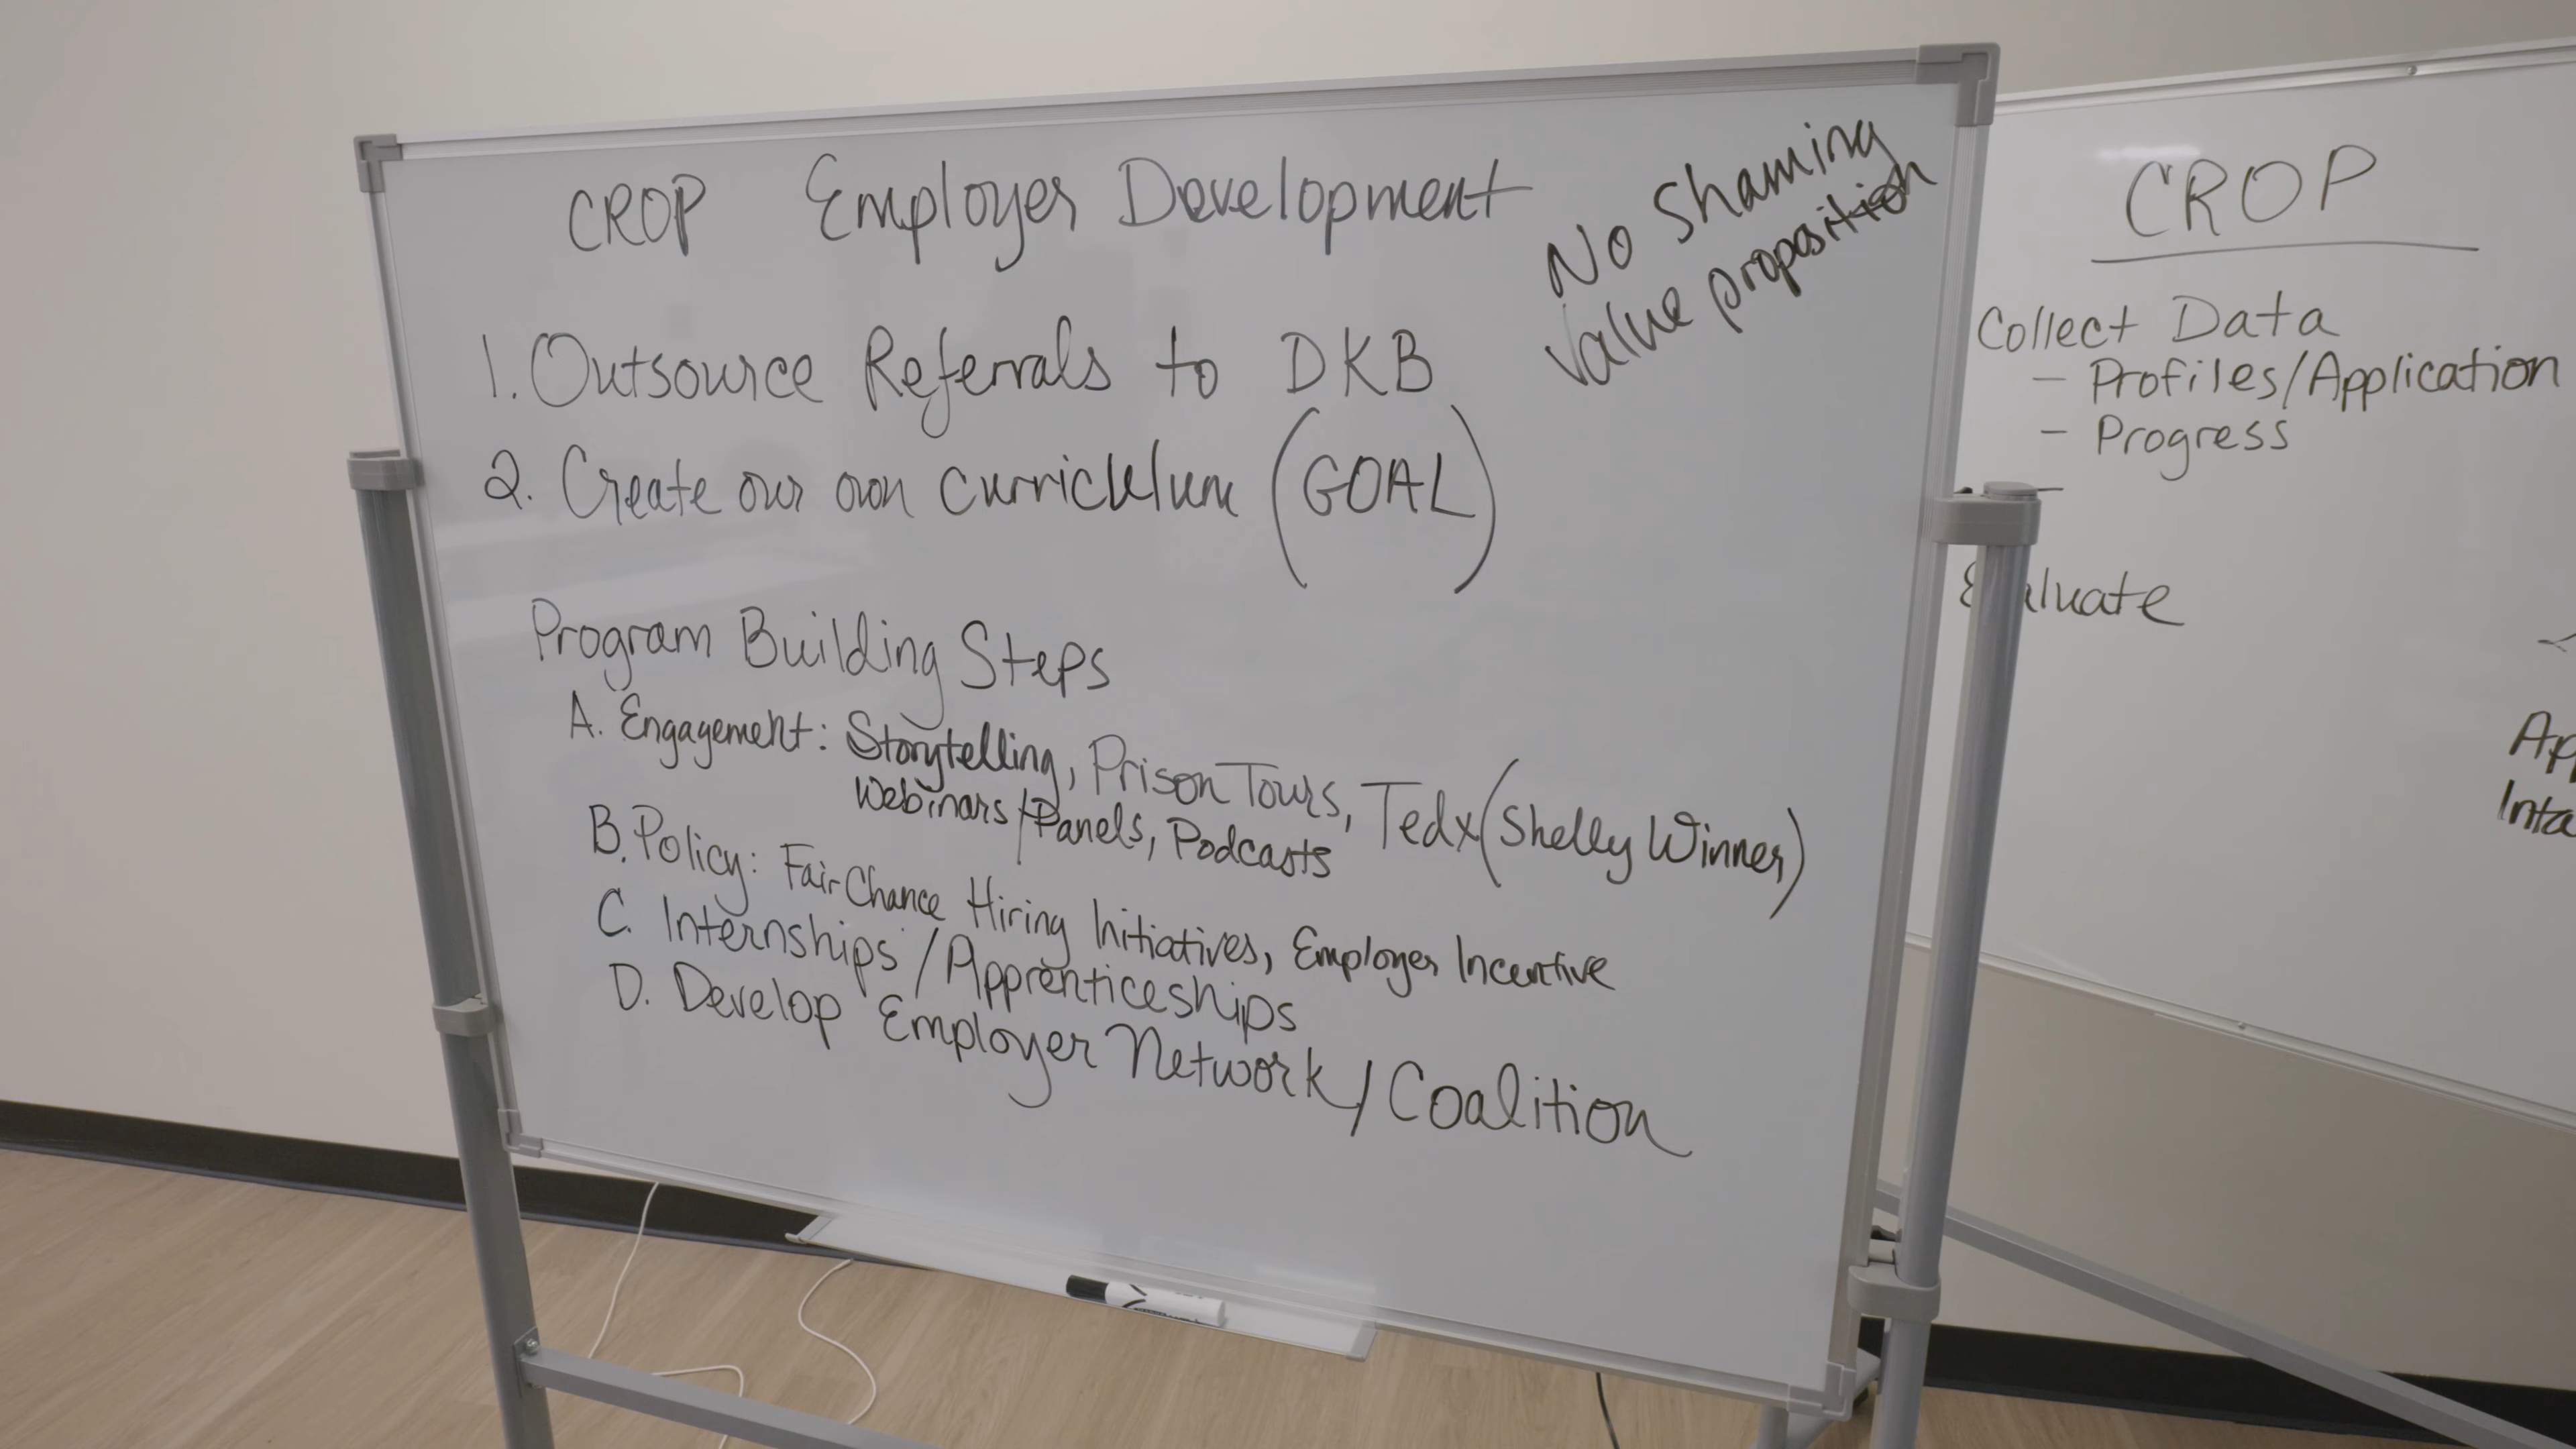 CROP Employer Development
No Shaming
Value proposition
1. Outsource Referrals to DKB
2. Create our own curriculum (GOAL)
Program Building Steps
A. Engagement: Storytelling, Prison Tours, Tedx (Shelly Winner)
Webinars/Panels, Podcasts
B. Policy: Fair Chance Hiring Initiatives, Employer Incentive
C. Internships/Apprenticeships
D. Develop Employer Network/Coalition
CROP
Collect Data
- Profiles/Application
- Progress
-
Evaluate